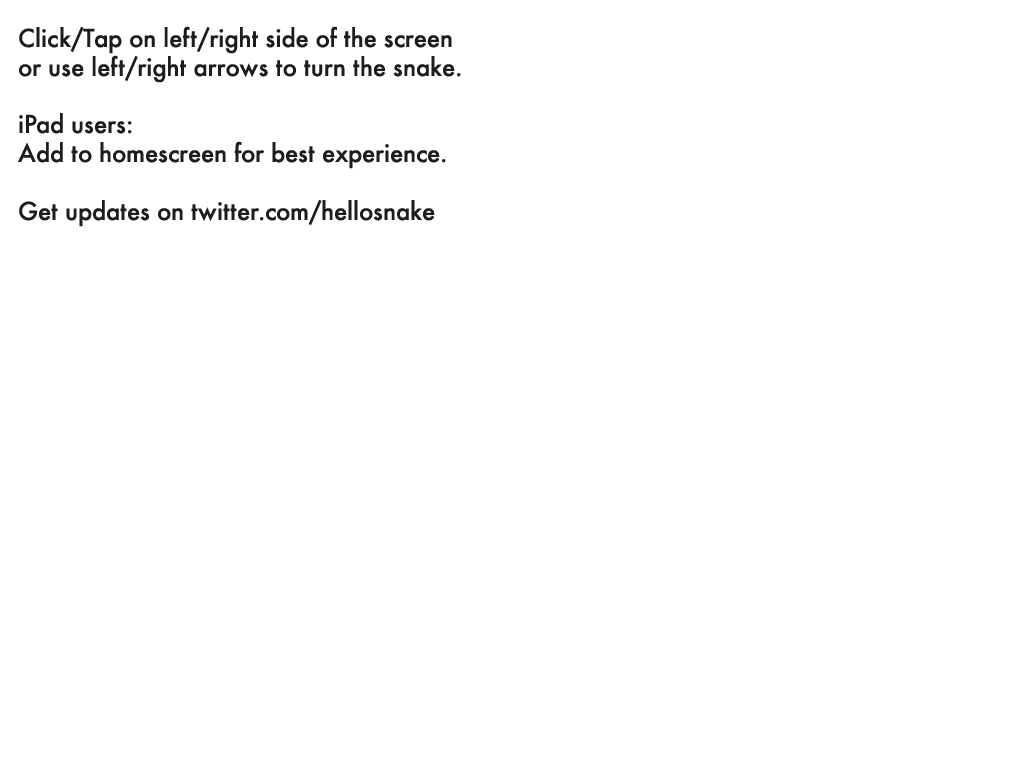 Click/Tap on left/right side of the screen
or use left/right arrows to turn the snake.
iPad users:
Add to homescreen for best experience.
Get updates on twitter.com/hellosnake